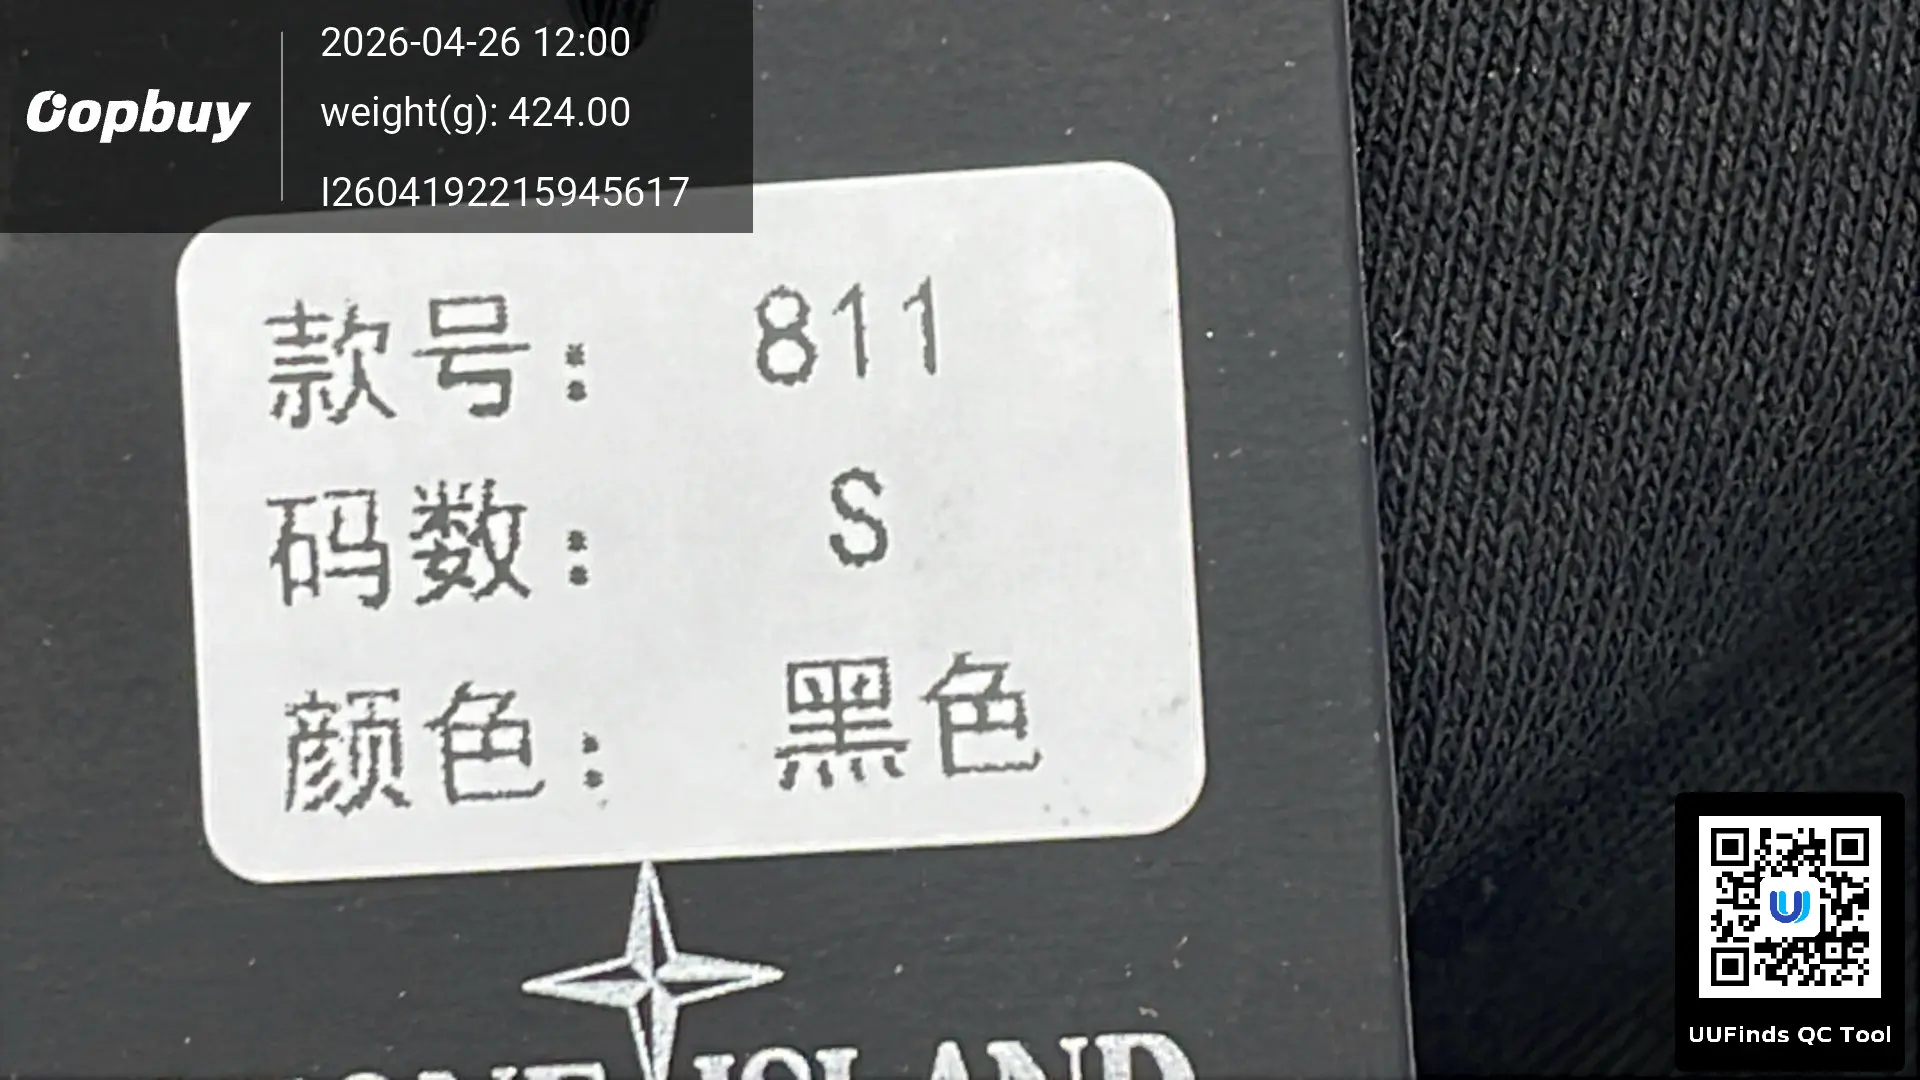 Oopbuy
2026-04-26 12:00
weight(g): 424.00
I2604192215945617
款号： 811
码数： S
颜色： 黑色
ISLAND
UUFinds QC Tool